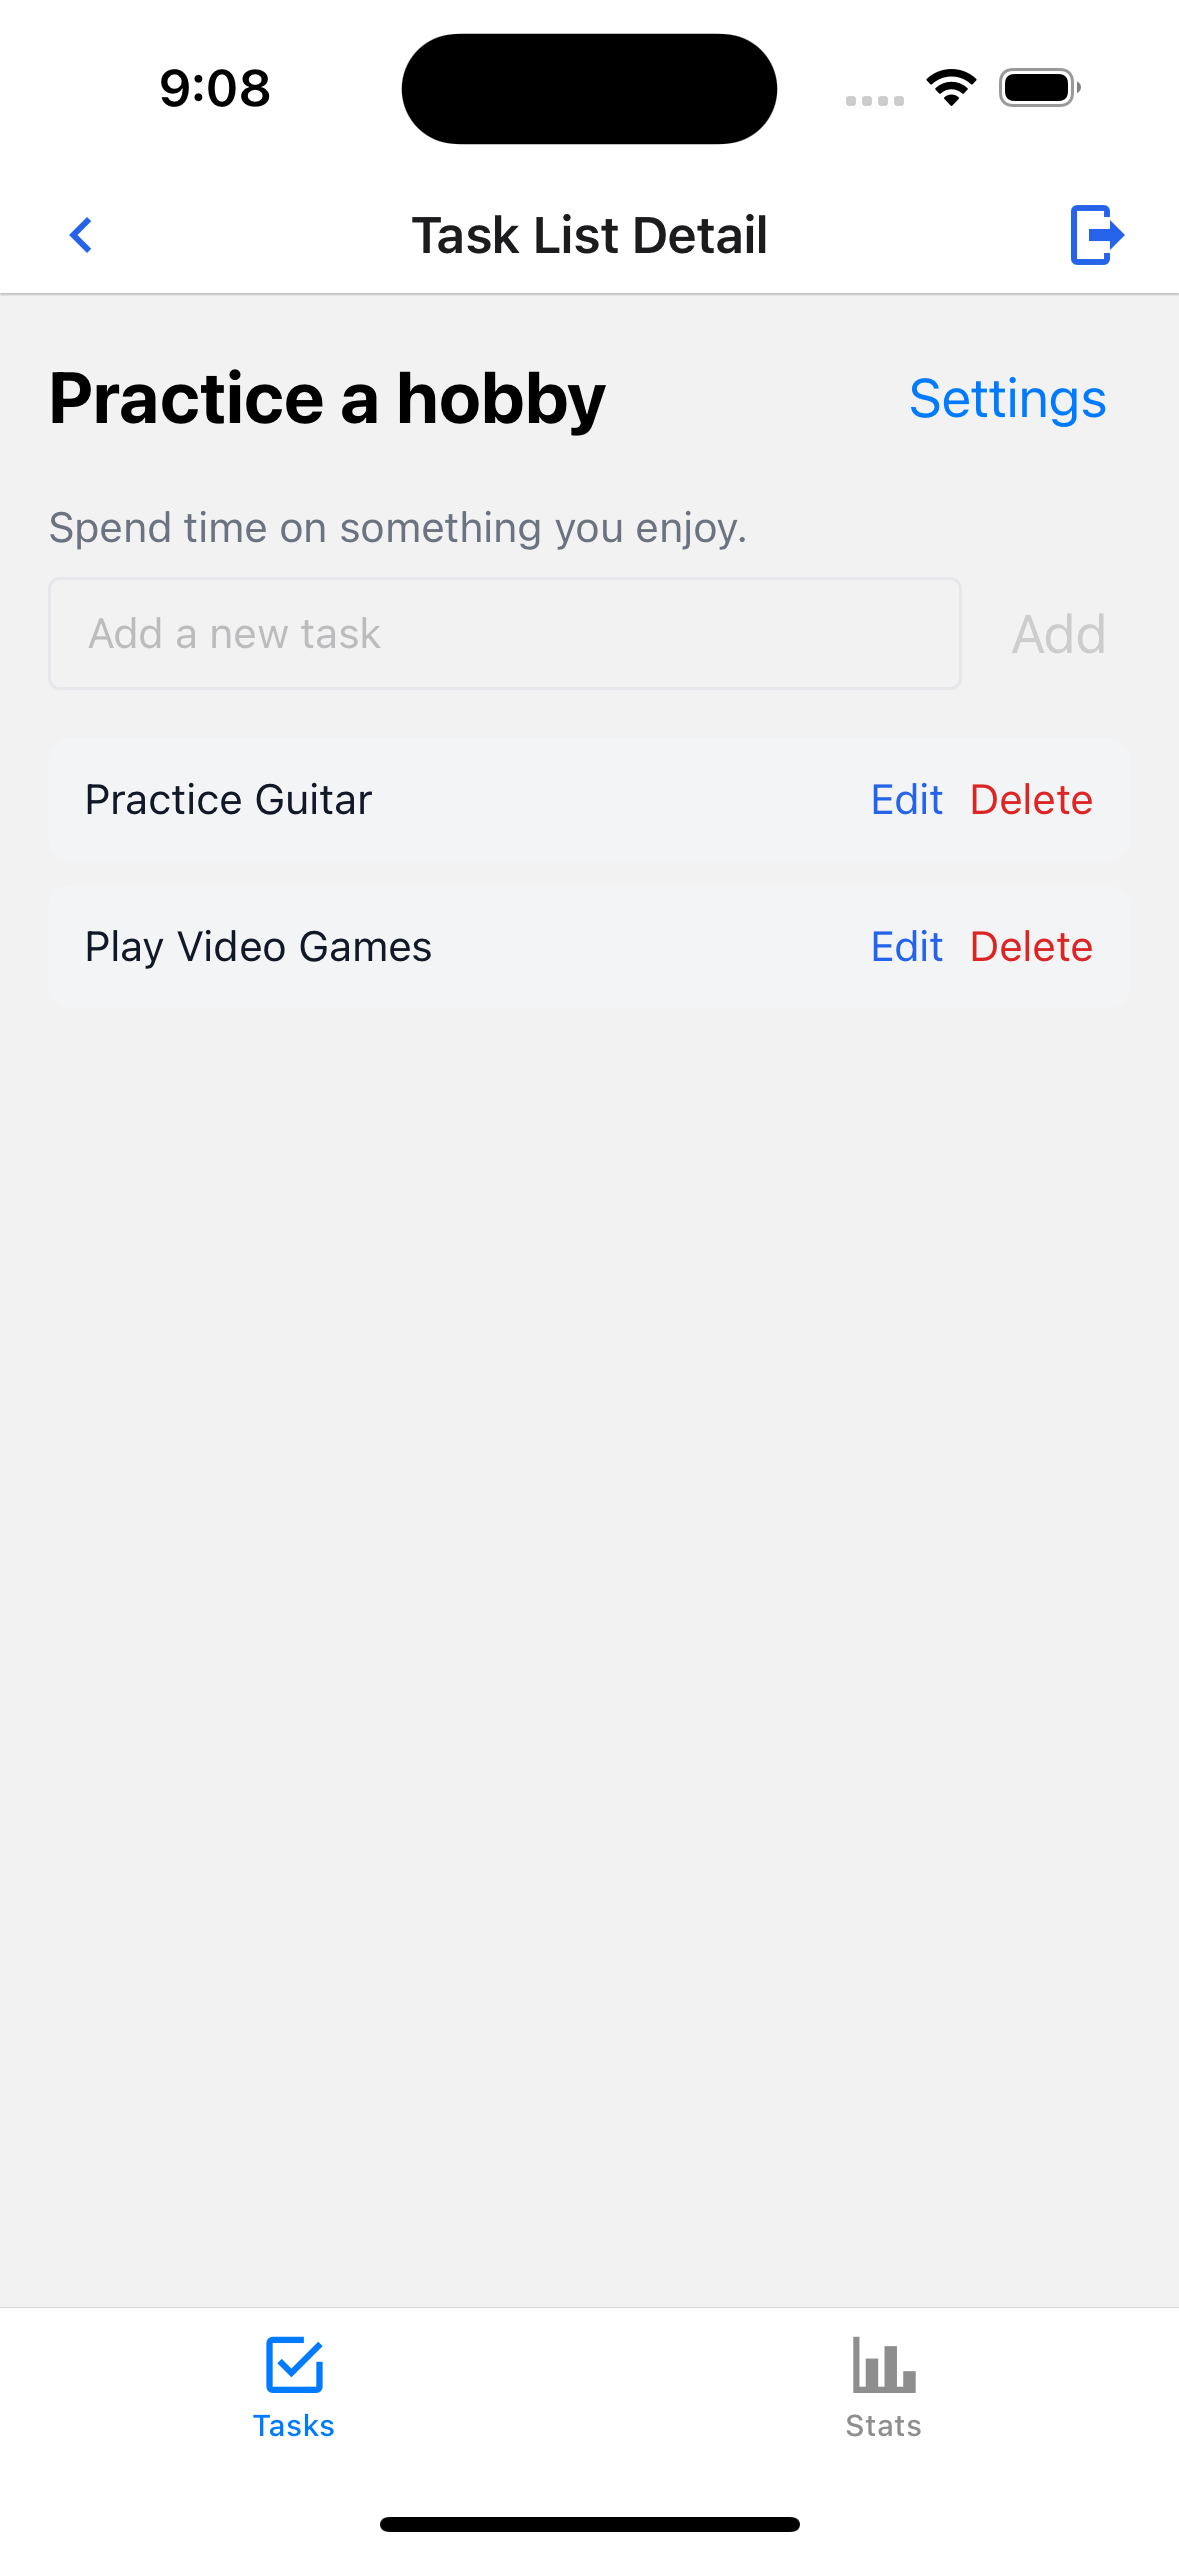 9:08
Task List Detail
Practice a hobby Settings
Spend time on something you enjoy.
Add a new task Add
Practice Guitar Edit Delete
Play Video Games Edit Delete
Tasks Stats